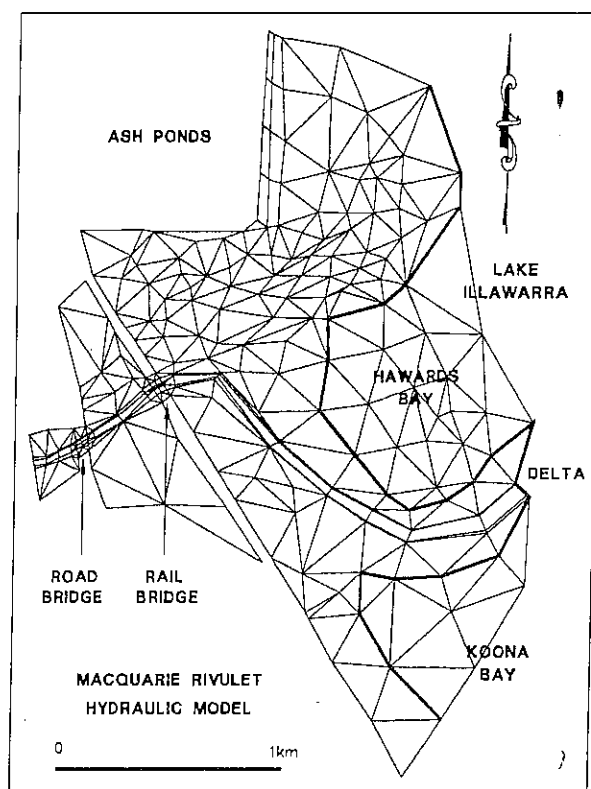 ASH PONDS
LAKE
ILLAWARRA
HAWARDS
BAY
DELTA
ROAD
BRIDGE
RAIL
BRIDGE
KOONA
BAY
MACQUARIE RIVULET
HYDRAULIC MODEL
0 1km